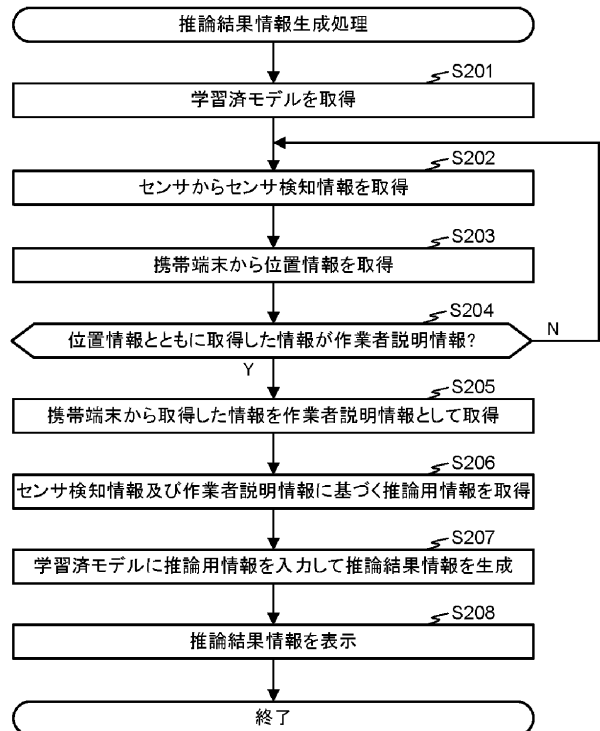 推論結果情報生成処理
S201
学習済モデルを取得
S202
センサからセンサ検知情報を取得
S203
携帯端末から位置情報を取得
S204
位置情報とともに取得した情報が作業者説明情報?
N
Y
S205
携帯端末から取得した情報を作業者説明情報として取得
S206
センサ検知情報及び作業者説明情報に基づく推論用情報を取得
S207
学習済モデルに推論用情報を入力して推論結果情報を生成
S208
推論結果情報を表示
終了